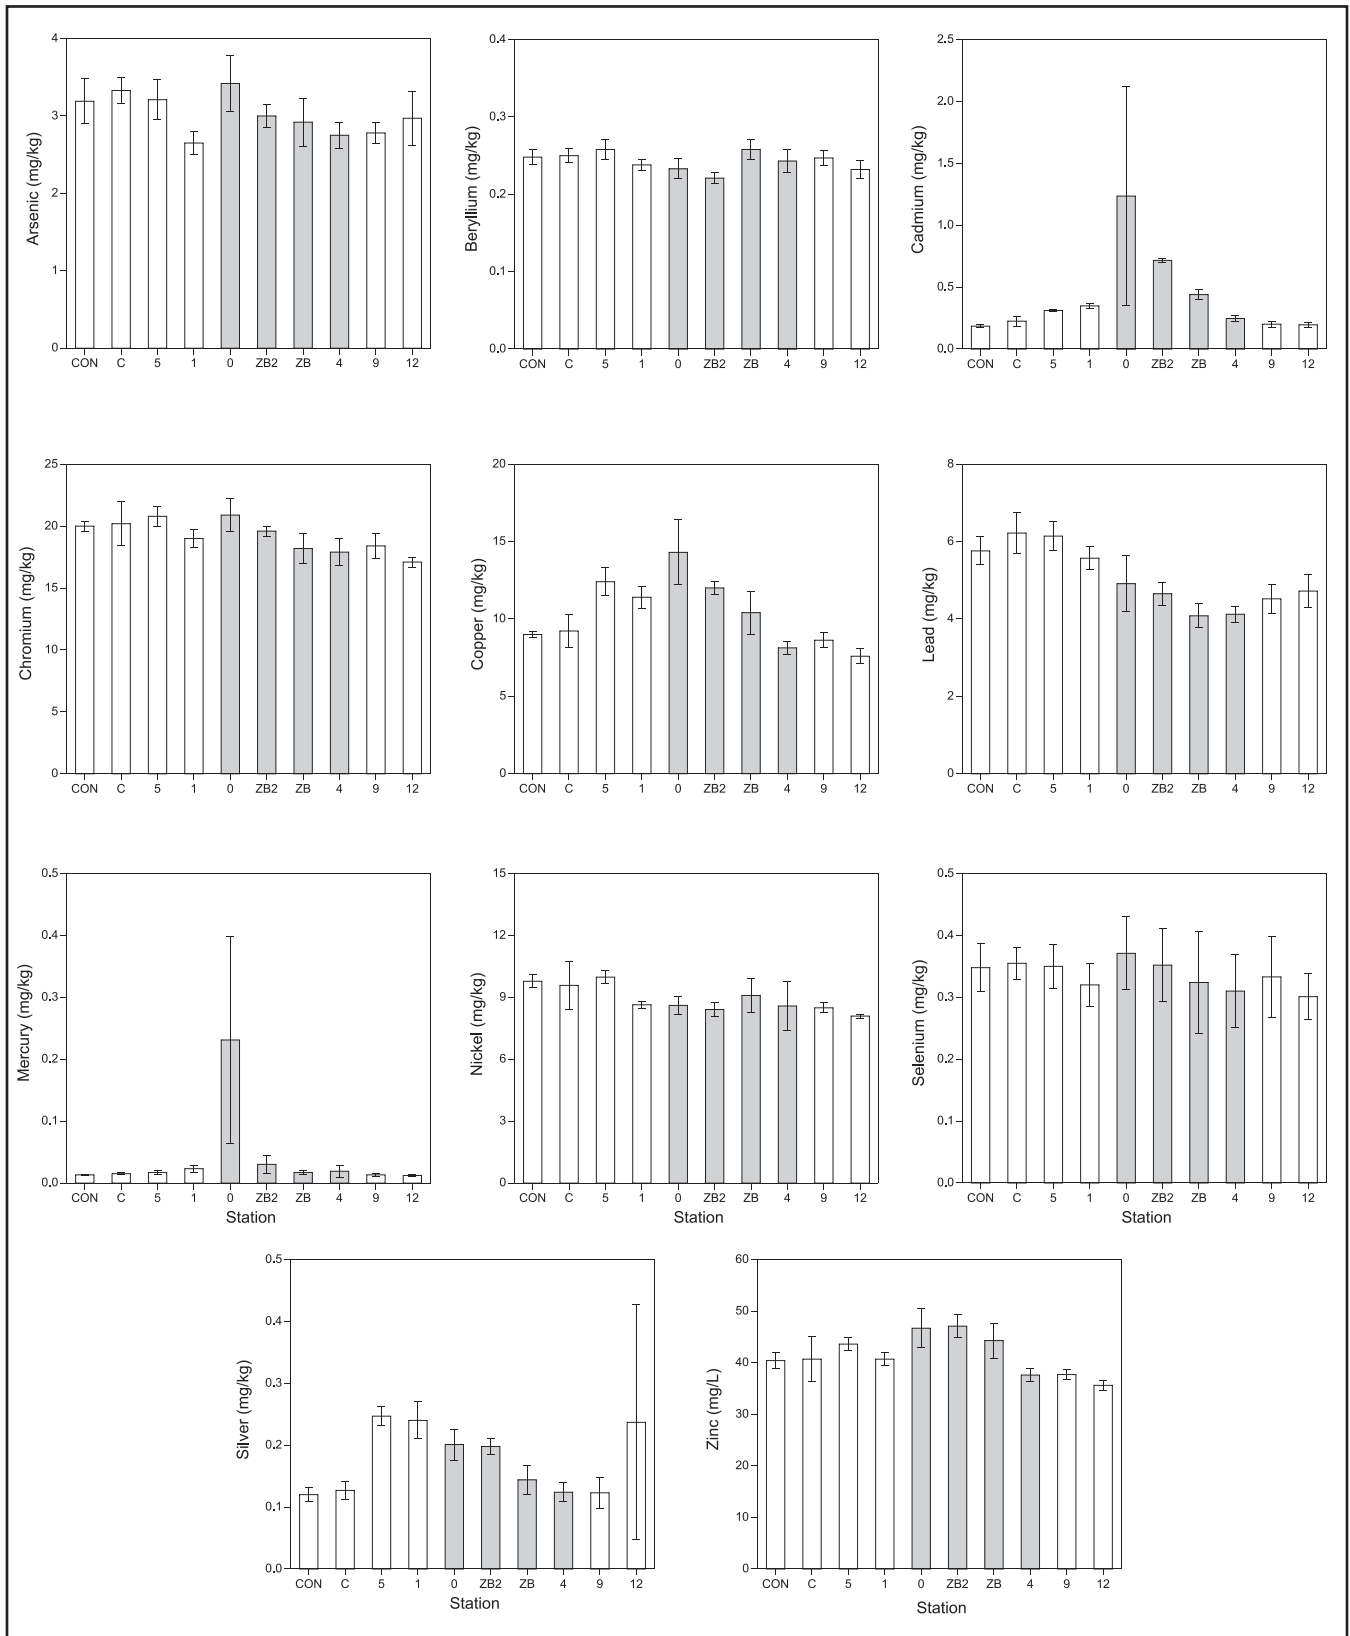 Arsenic (mg/kg)
4
3
2
1
0
CON C 5 1 0 ZB2 ZB 4 9 12
Beryllium (mg/kg)
0.4
0.3
0.2
0.1
0.0
CON C 5 1 0 ZB2 ZB 4 9 12
Cadmium (mg/kg)
2.5
2.0
1.5
1.0
0.5
0.0
CON C 5 1 0 ZB2 ZB 4 9 12
Chromium (mg/kg)
25
20
15
10
5
0
CON C 5 1 0 ZB2 ZB 4 9 12
Copper (mg/kg)
20
15
10
5
0
CON C 5 1 0 ZB2 ZB 4 9 12
Lead (mg/kg)
8
6
4
2
0
CON C 5 1 0 ZB2 ZB 4 9 12
Mercury (mg/kg)
0.5
0.4
0.3
0.2
0.1
0.0
CON C 5 1 0 ZB2 ZB 4 9 12
Station
Nickel (mg/kg)
15
12
9
6
3
0
CON C 5 1 0 ZB2 ZB 4 9 12
Station
Selenium (mg/kg)
0.5
0.4
0.3
0.2
0.1
0.0
CON C 5 1 0 ZB2 ZB 4 9 12
Station
Silver (mg/kg)
0.5
0.4
0.3
0.2
0.1
0.0
CON C 5 1 0 ZB2 ZB 4 9 12
Station
Zinc (mg/L)
60
50
40
30
20
10
0
CON C 5 1 0 ZB2 ZB 4 9 12
Station